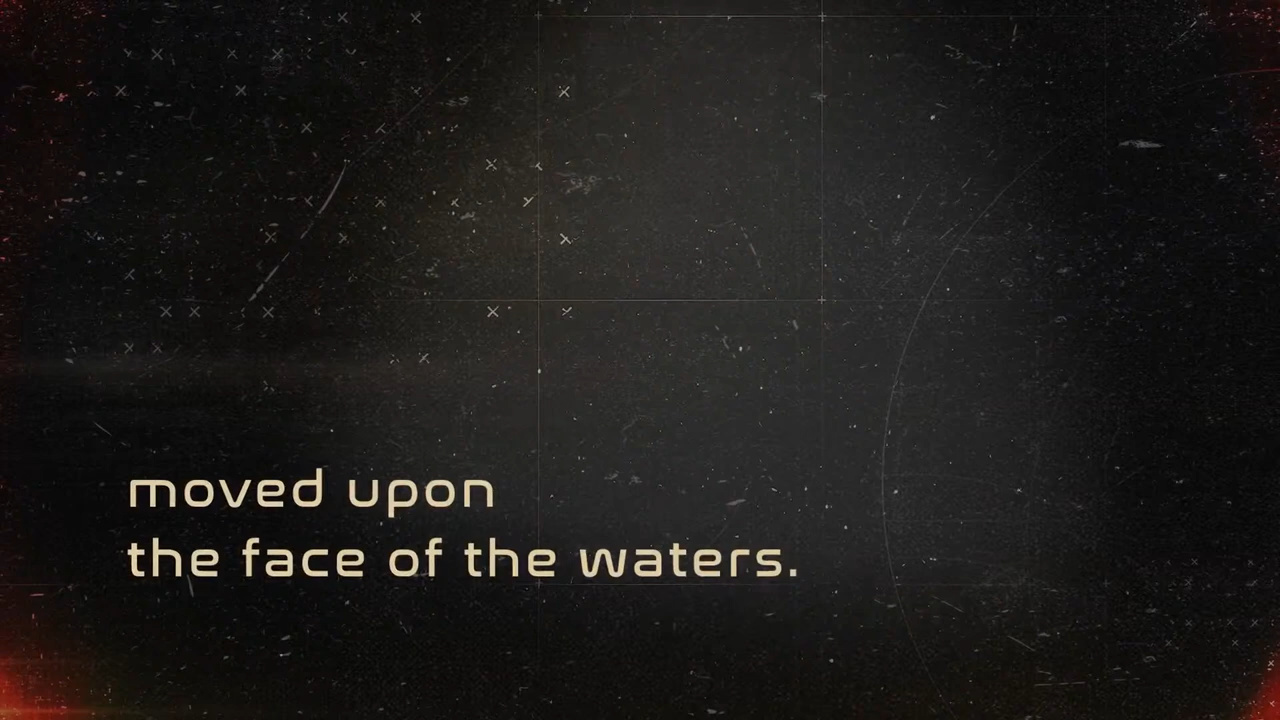 moved upon
the face of the waters.